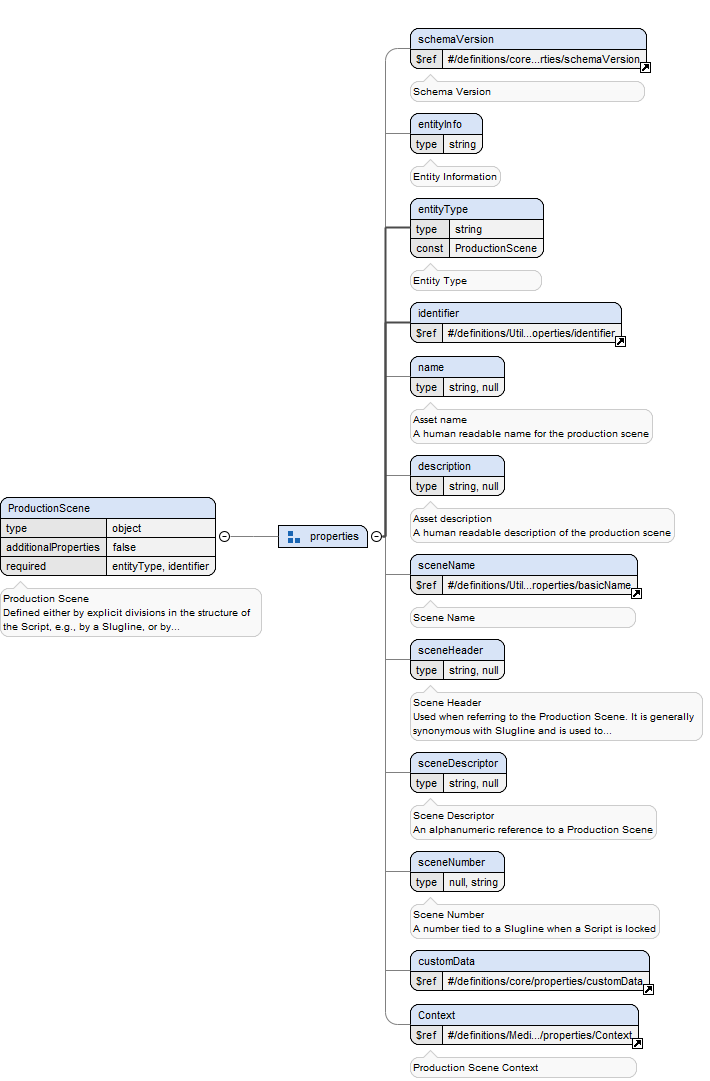 schemaVersion
$ref #/definitions/core...rties/schemaVersion
Schema Version
entityInfo
type string
Entity Information
entityType
type string
const ProductionScene
Entity Type
identifier
$ref #/definitions/Util...operties/identifier
name
type string, null
Asset name
A human readable name for the production scene
description
type string, null
Asset description
A human readable description of the production scene
ProductionScene
type object
additionalProperties false
required entityType, identifier
Production Scene
Defined either by explicit divisions in the structure of
the Script, e.g., by a Slugline, or by...
properties
sceneName
$ref #/definitions/Util...roperties/basicName
Scene Name
sceneHeader
type string, null
Scene Header
Used when referring to the Production Scene. It is generally
synonymous with Slugline and is used to...
sceneDescriptor
type string, null
Scene Descriptor
An alphanumeric reference to a Production Scene
sceneNumber
type null, string
Scene Number
A number tied to a Slugline when a Script is locked
customData
$ref #/definitions/core/properties/customData
Context
$ref #/definitions/Medi.../properties/Context
Production Scene Context